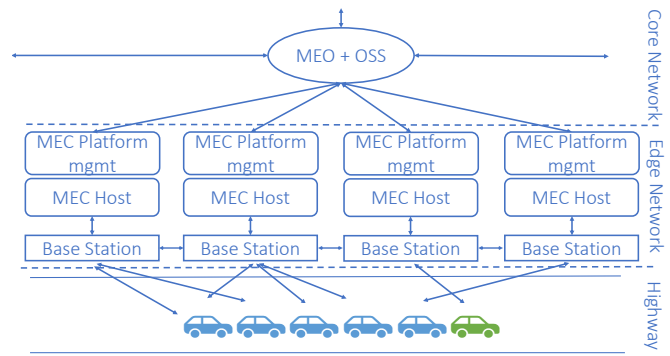 Core Network
MEO + OSS
MEC Platform
mgmt
MEC Platform
mgmt
MEC Platform
mgmt
MEC Platform
mgmt
Edge Network
MEC Host
MEC Host
MEC Host
MEC Host
Base Station
Base Station
Base Station
Base Station
Highway